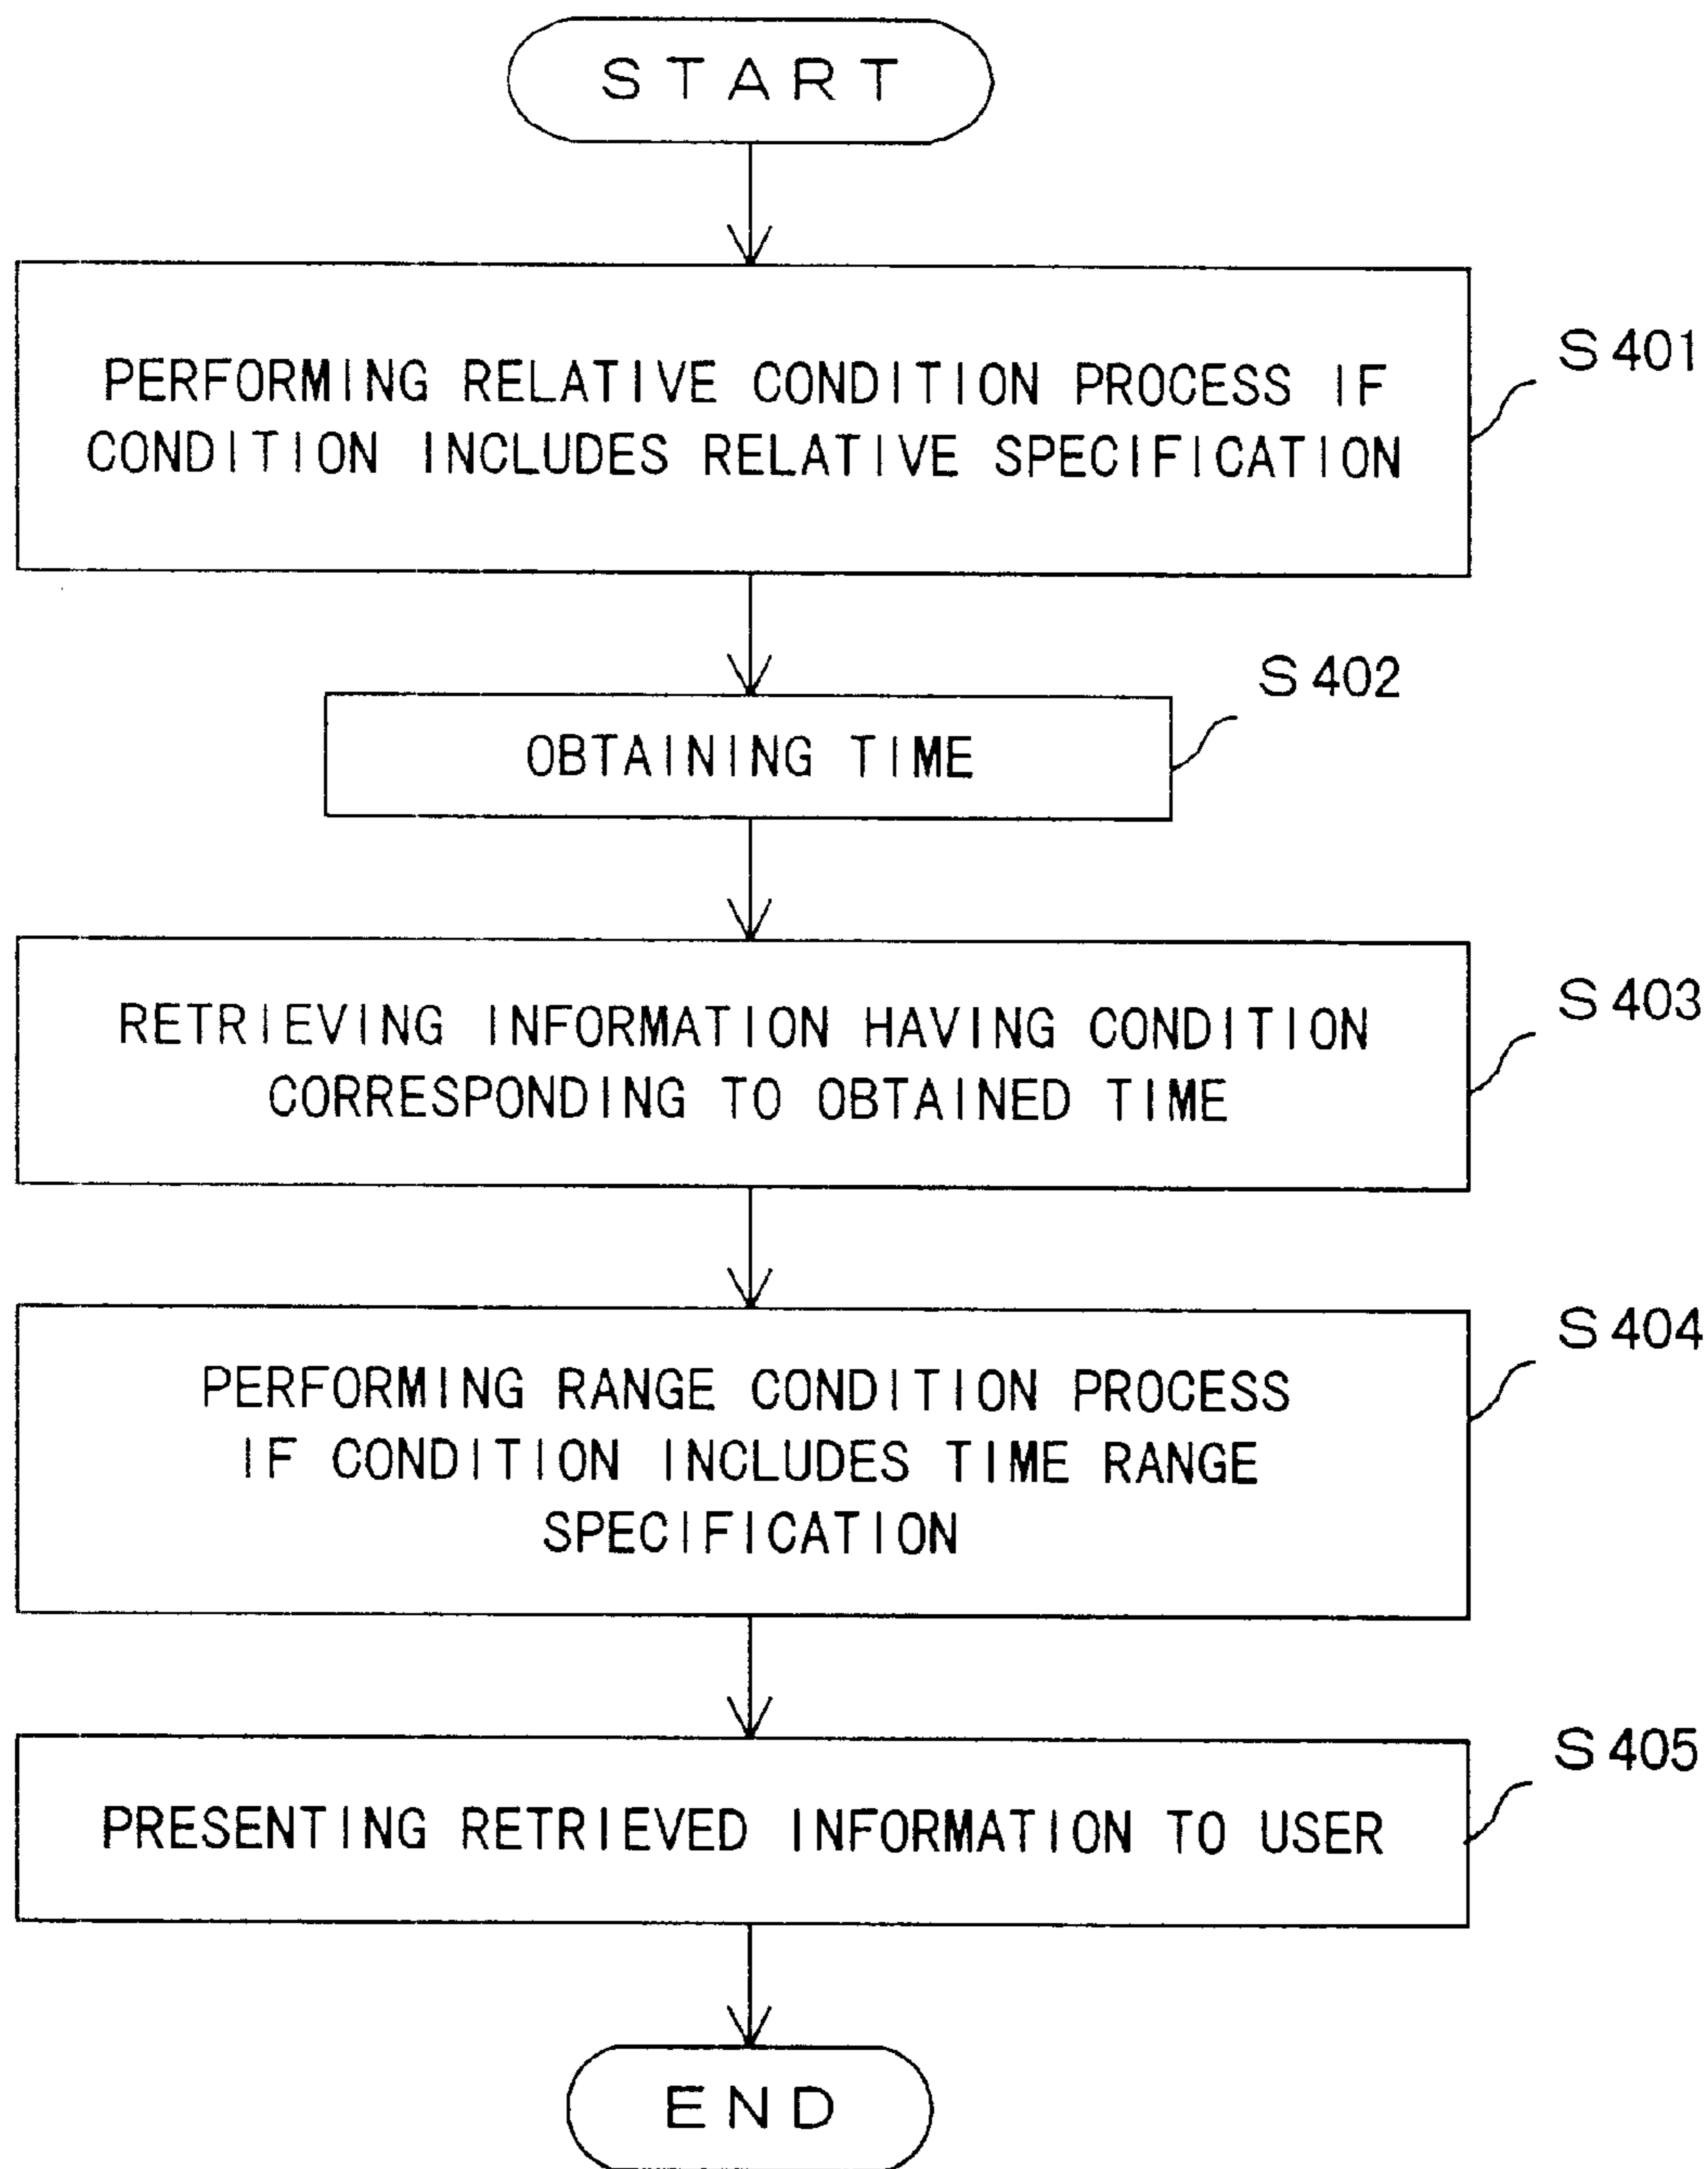 START
PERFORMING RELATIVE CONDITION PROCESS IF
CONDITION INCLUDES RELATIVE SPECIFICATION
S401
OBTAINING TIME
S402
RETRIEVING INFORMATION HAVING CONDITION
CORRESPONDING TO OBTAINED TIME
S403
PERFORMING RANGE CONDITION PROCESS
IF CONDITION INCLUDES TIME RANGE
SPECIFICATION
S404
PRESENTING RETRIEVED INFORMATION TO USER
S405
END